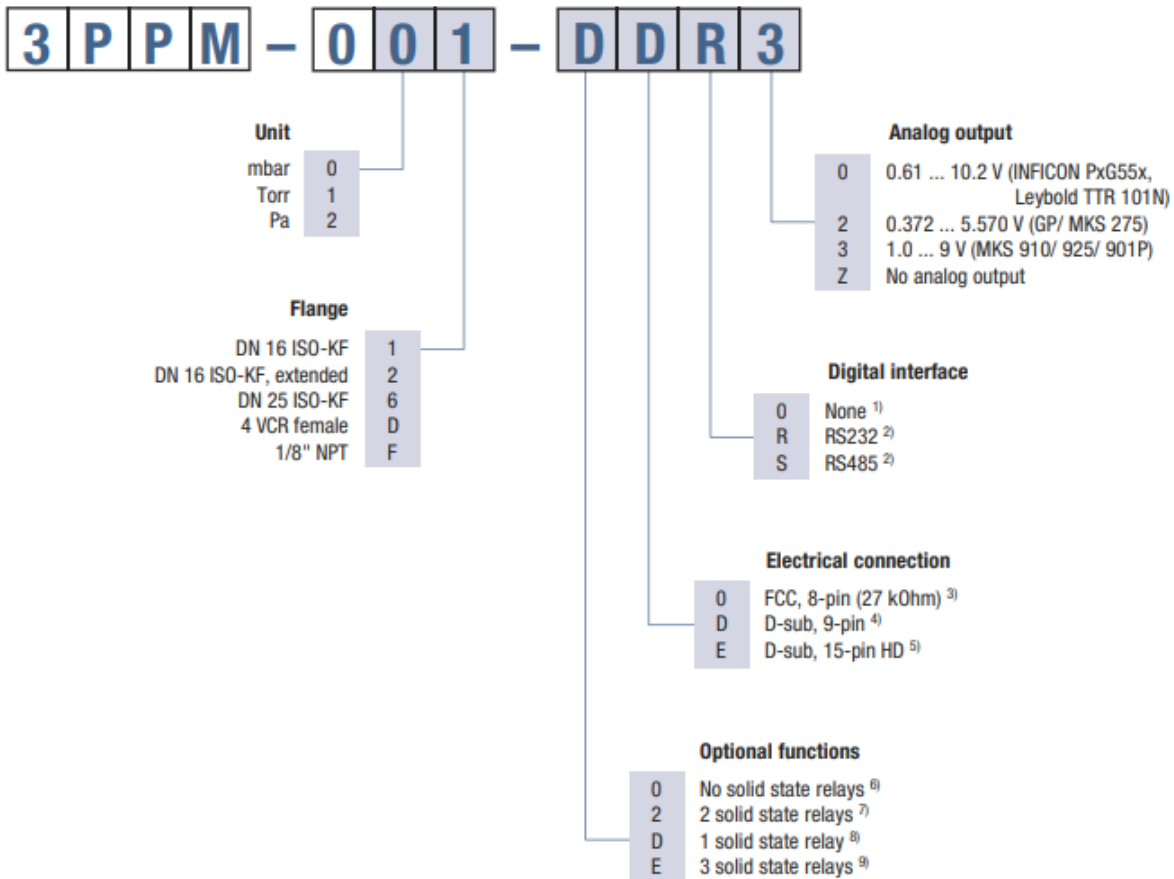 3PPM – 001 – DDR3
Unit
mbar 0
Torr 1
Pa 2
Flange
DN 16 ISO-KF 1
DN 16 ISO-KF, extended 2
DN 25 ISO-KF 6
4 VCR female D
1/8" NPT F
Analog output
0 0.61 ... 10.2 V (INFICON PxG55x,
Leybold TTR 101N)
2 0.372 ... 5.570 V (GP/ MKS 275)
3 1.0 ... 9 V (MKS 910/ 925/ 901P)
Z No analog output
Digital interface
0 None 1)
R RS232 2)
S RS485 2)
Electrical connection
0 FCC, 8-pin (27 kOhm) 3)
D D-sub, 9-pin 4)
E D-sub, 15-pin HD 5)
Optional functions
0 No solid state relays 6)
2 2 solid state relays 7)
D 1 solid state relay 8)
E 3 solid state relays 9)